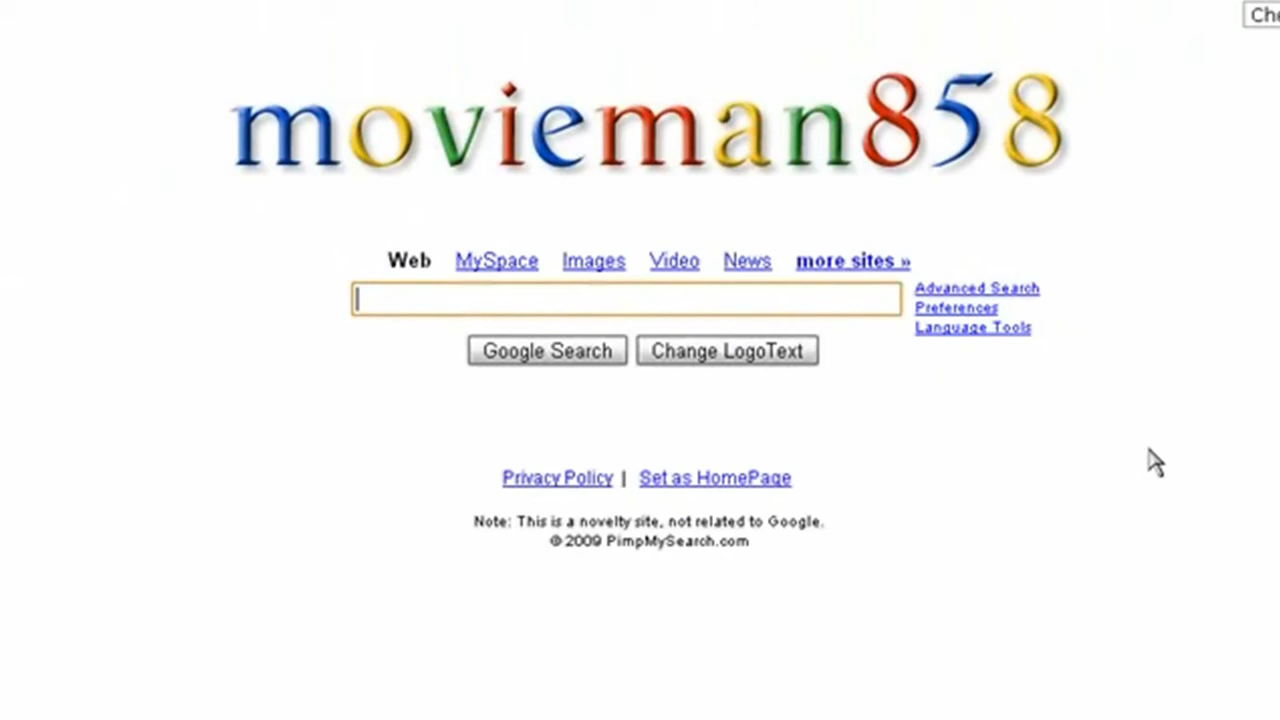 movieman858
Web MySpace Images Video News more sites »
Advanced Search
Preferences
Language Tools
Google Search Change LogoText
Privacy Policy | Set as HomePage
Note: This is a novelty site, not related to Google.
© 2009 PimpMySearch.com